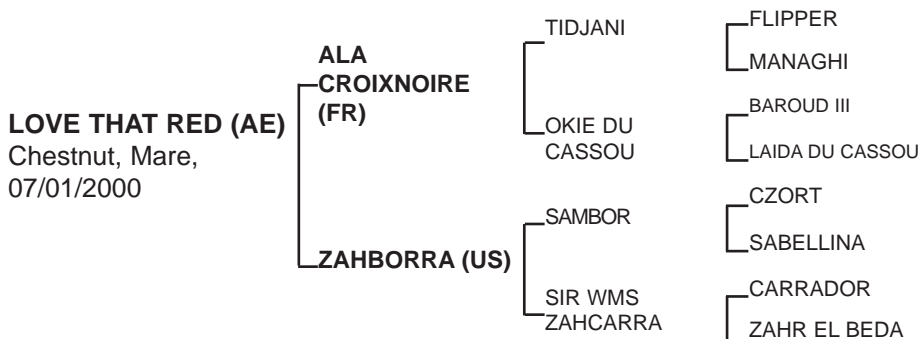 LOVE THAT RED (AE)
Chestnut, Mare,
07/01/2000
ALA
CROIXNOIRE
(FR)
ZAHBORRA (US)
TIDJANI
OKIE DU
CASSOU
SAMBOR
SIR WMS
ZAHCARRA
FLIPPER
MANAGHI
BAROUD III
LAIDA DU CASSOU
CZORT
SABELLINA
CARRADOR
ZAHR EL BEDA